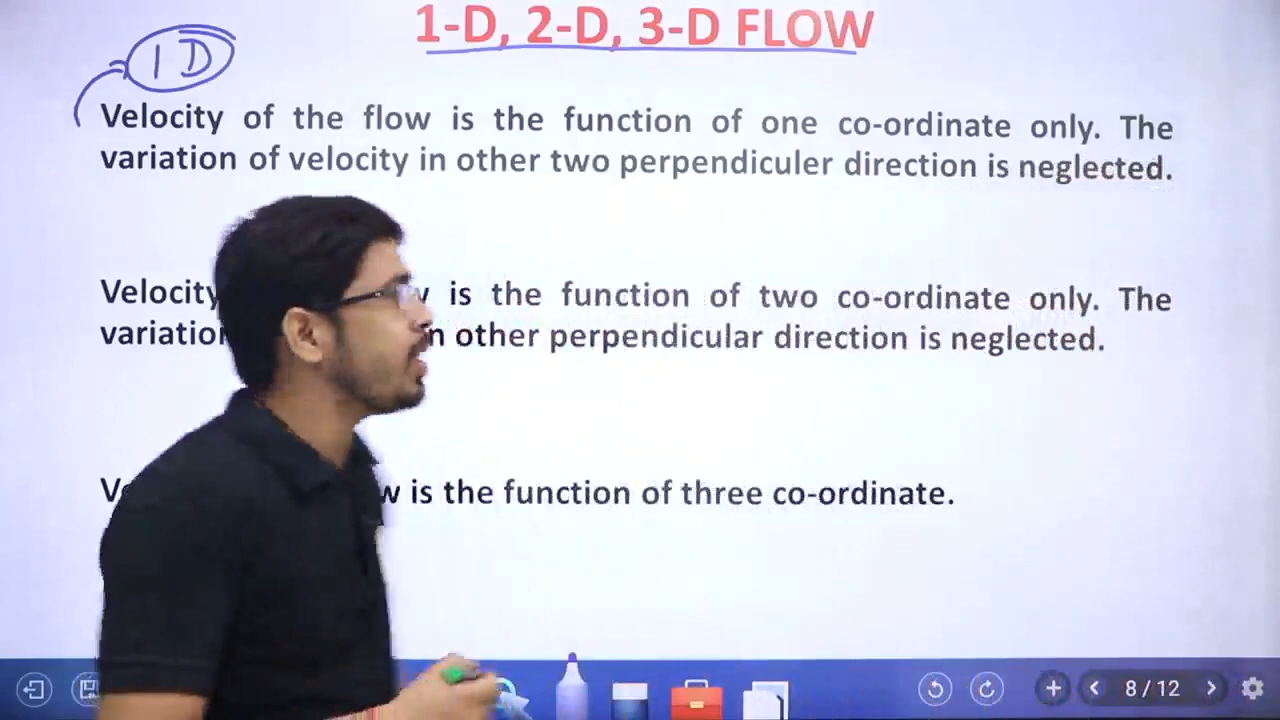 1-D, 2-D, 3-D FLOW
1D
Velocity of the flow is the function of one co-ordinate only. The
variation of velocity in other two perpendiculer direction is neglected.
Velocity is the function of two co-ordinate only. The
other perpendicular direction is neglected.
is the function of three co-ordinate.
8 / 12